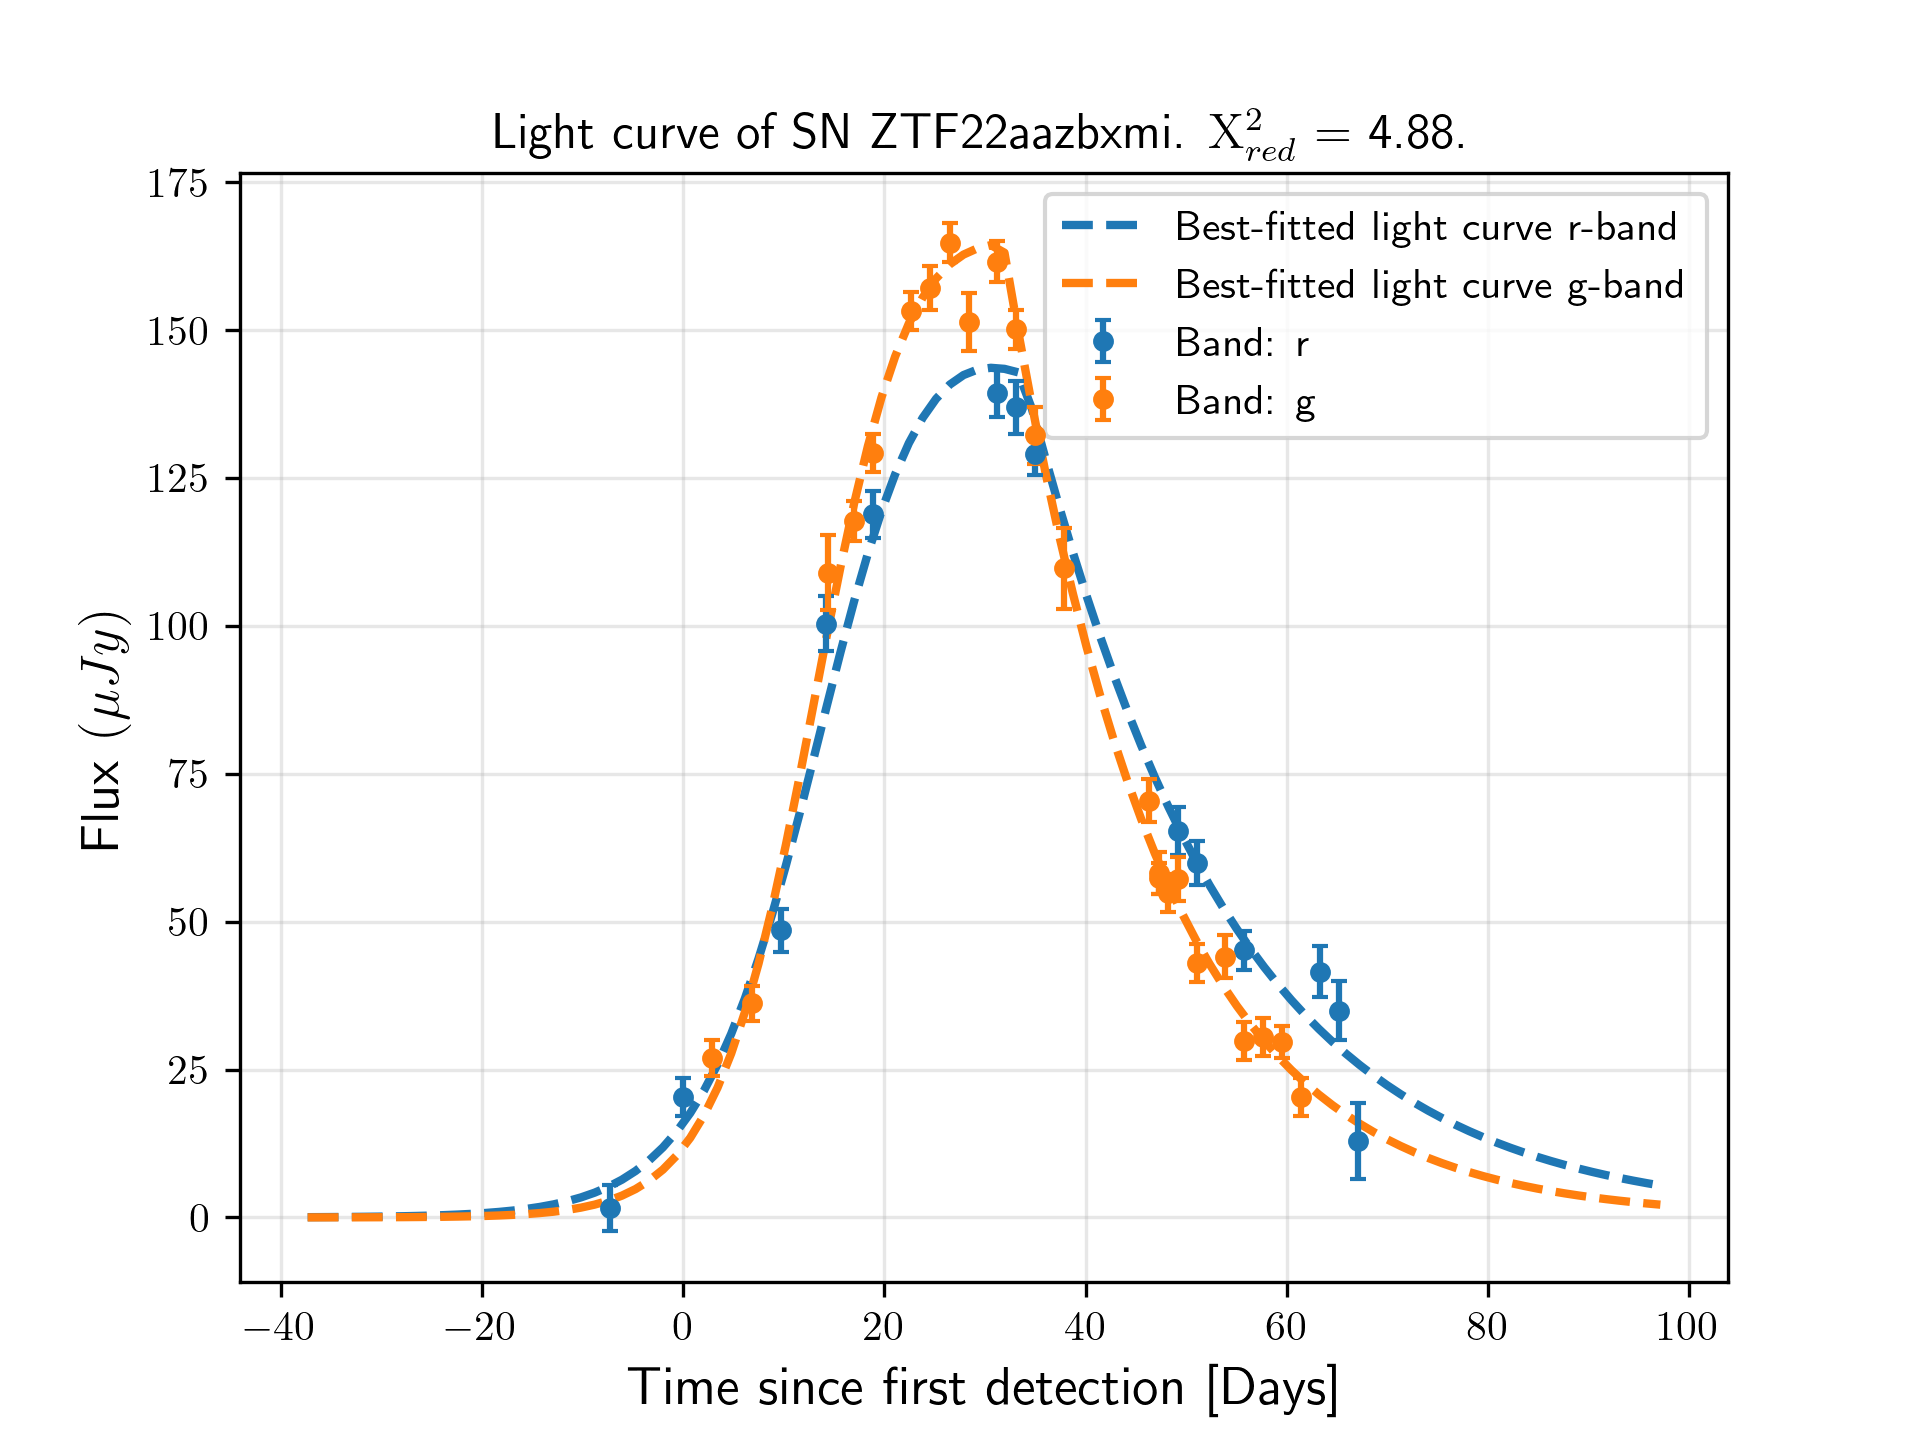 Light curve of SN ZTF22aazbxmi. X²red = 4.88.
175
150
125
100
75
50
25
0
Flux (μJy)
−40 −20 0 20 40 60 80 100
Time since first detection [Days]
Best-fitted light curve r-band
Best-fitted light curve g-band
Band: r
Band: g